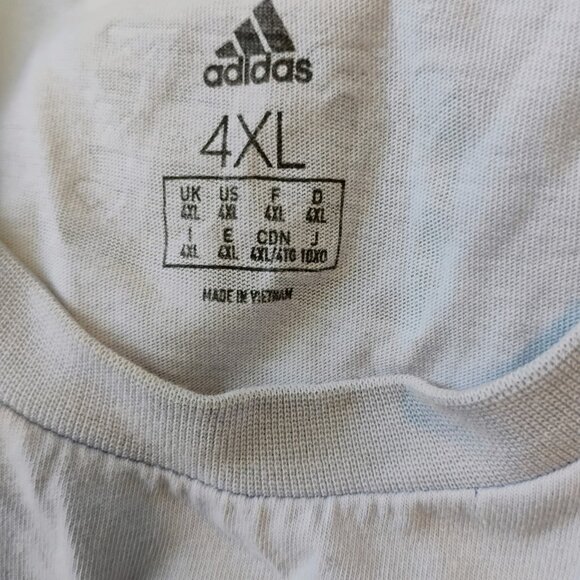 adidas
4XL
UK US F D
4XL 4XL 4XL 4XL
I E CDN J
4XL 4XL 4XL/4TG 10XO
MADE IN VIETNAM